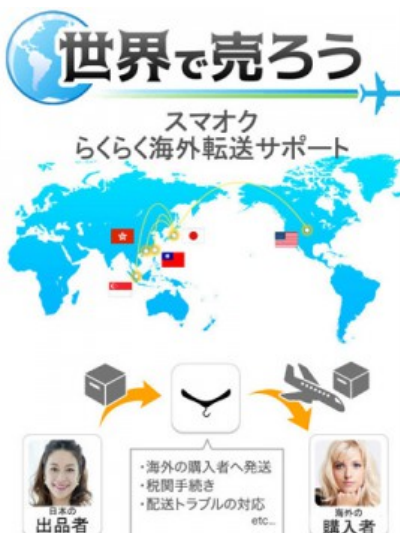 世界で売ろう
スマオク
らくらく海外転送サポート
・海外の購入者へ発送
・税関手続き
・配送トラブルの対応
etc...
日本の
出品者
海外の
購入者